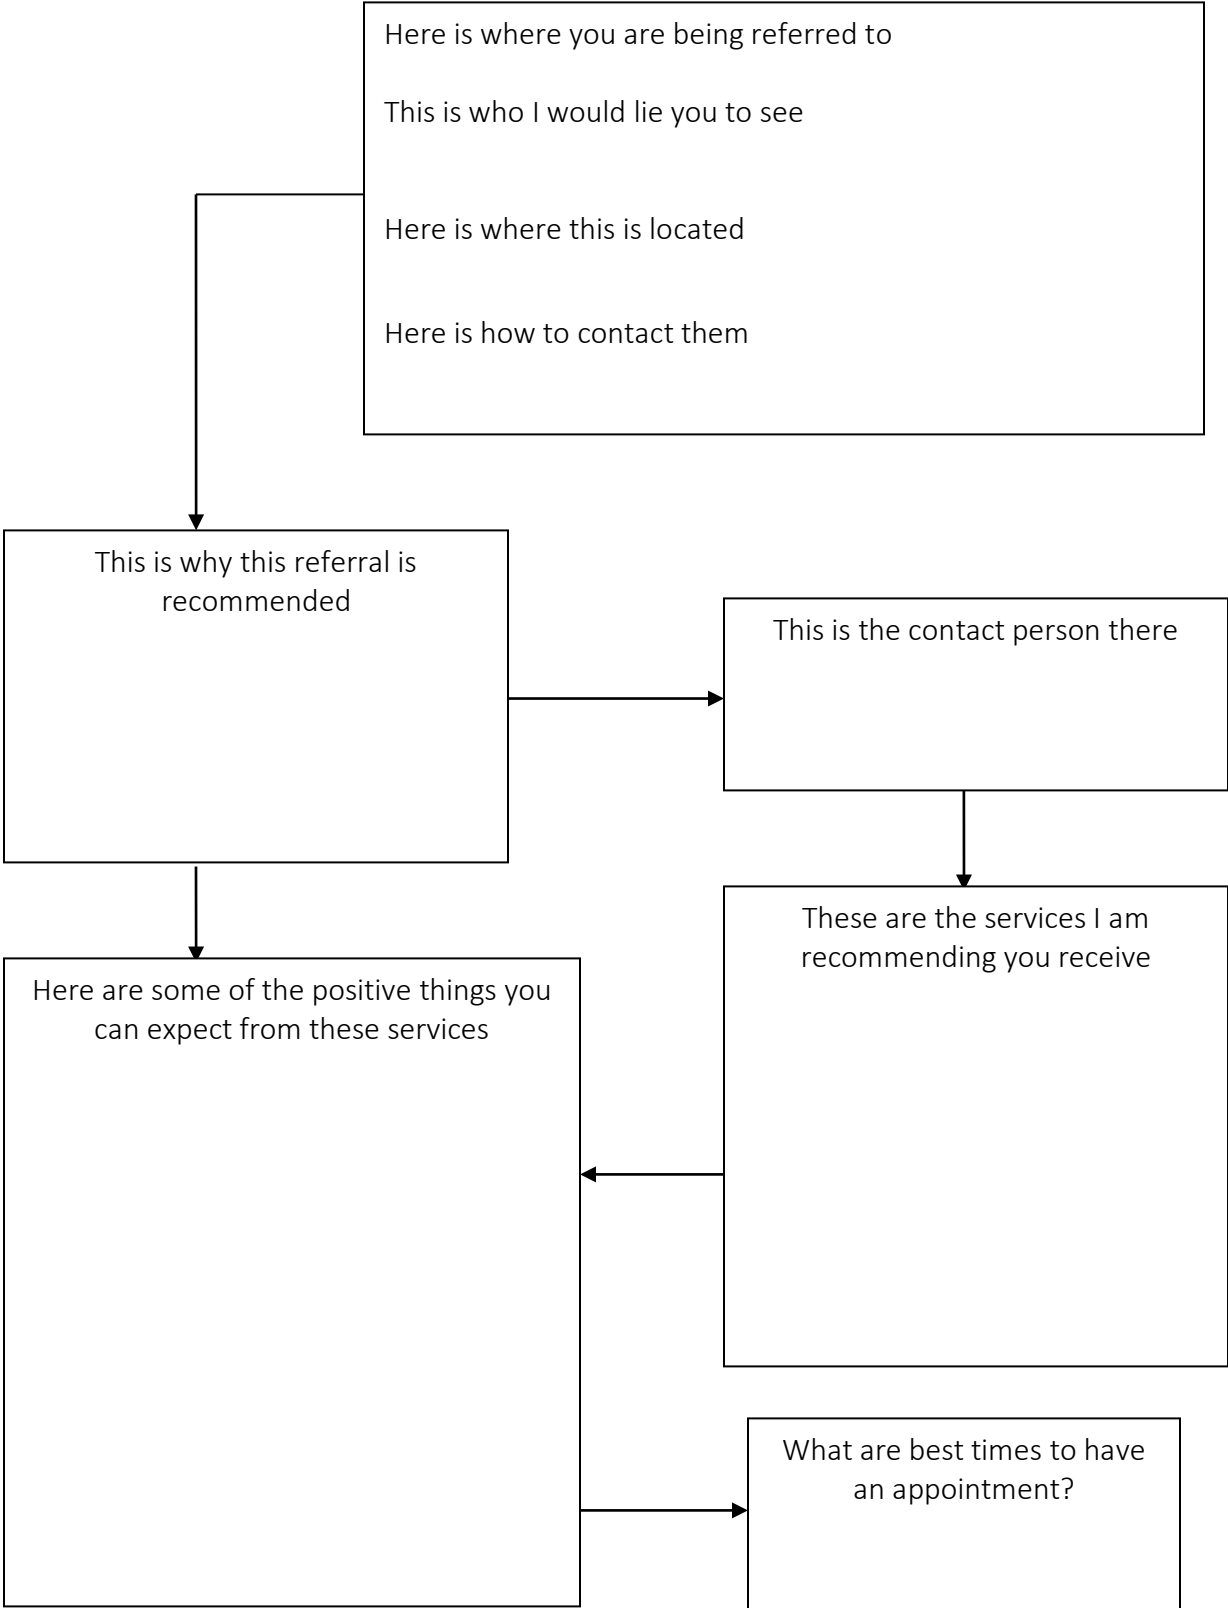 Here is where you are being referred to
This is who I would lie you to see
Here is where this is located
Here is how to contact them
This is why this referral is
recommended
This is the contact person there
These are the services I am
recommending you receive
Here are some of the positive things you
can expect from these services
What are best times to have
an appointment?